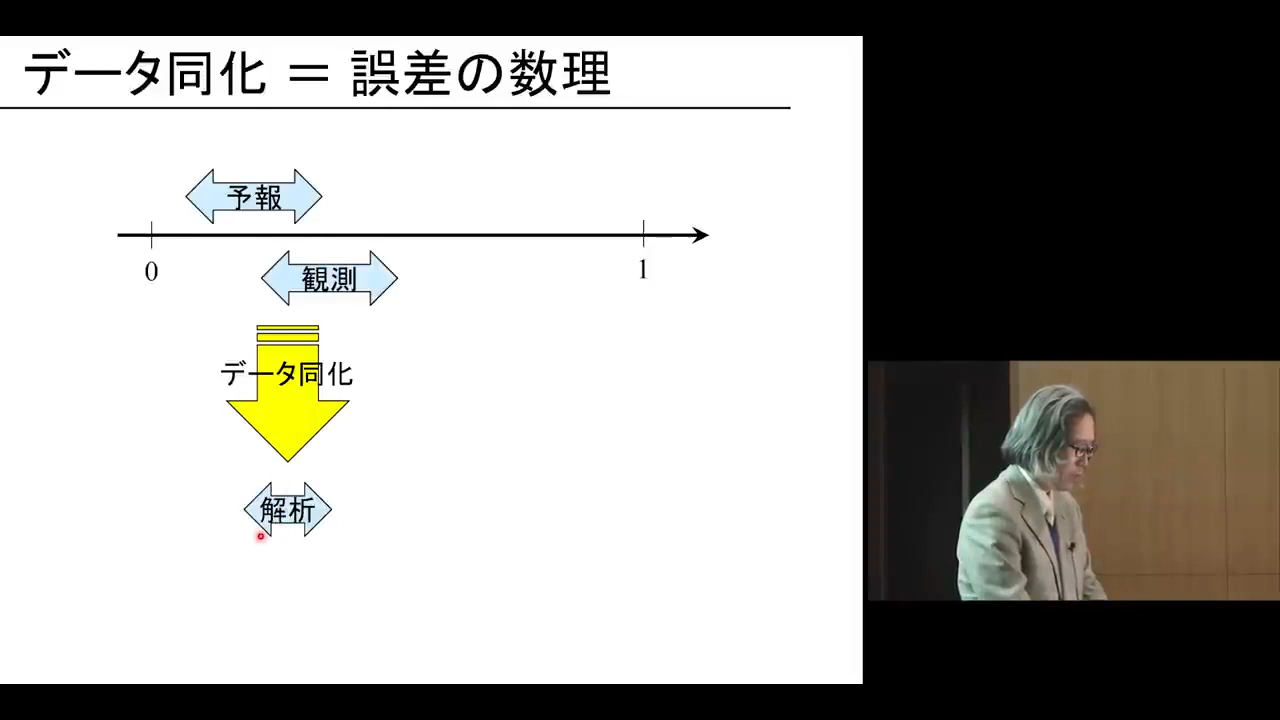 データ同化 ＝ 誤差の数理
予報
0
1
観測
データ同化
解析